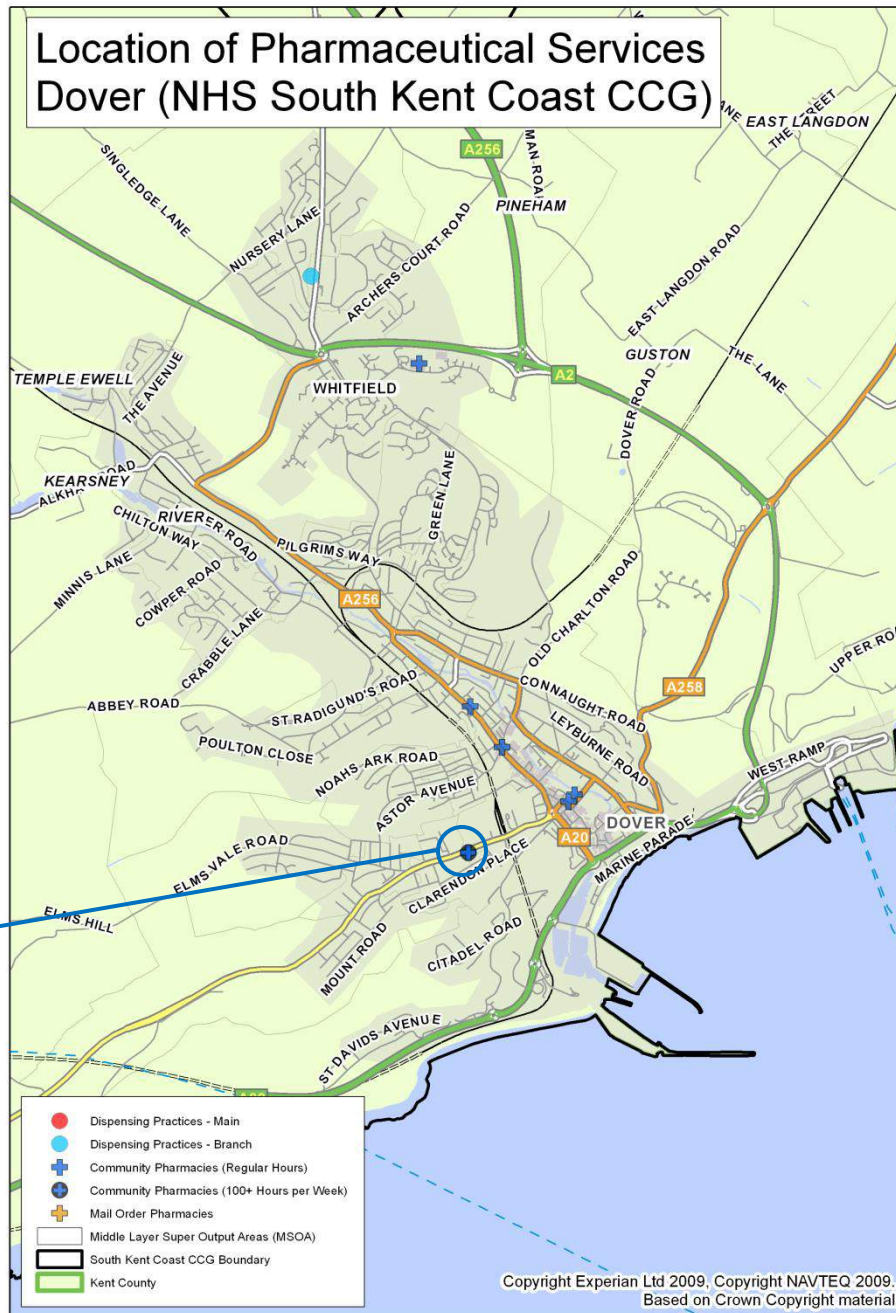 Location of Pharmaceutical Services
Dover (NHS South Kent Coast CCG)
EAST LANGDON
A256
PINEHAM
SINGLEDGE LANE
NURSERY LANE
ARCHERS COURT ROAD
EAST LANGDON ROAD
GUSTON
THE LANE
TEMPLE EWELL
THE AVENUE
WHITFIELD
A2
DOVER ROAD
KEARSNEY
GREEN LANE
RIVER
CHILTON WAY
PILGRIMS WAY
MINNIS LANE
COWPER ROAD
A256
CRABBLE LANE
OLD CHARLTON ROAD
ABBEY ROAD
ST RADIGUND'S ROAD
CONNAUGHT ROAD
A258
POULTON CLOSE
LEYBURNE ROAD
WEST RAMP
NOAHS ARK ROAD
ASTOR AVENUE
DOVER
A20
MARINE PARADE
ELMS VALE ROAD
CLARENDON PLACE
ELMS HILL
MOUNT ROAD
CITADEL ROAD
ST DAVIDS AVENUE
Dispensing Practices - Main
Dispensing Practices - Branch
Community Pharmacies (Regular Hours)
Community Pharmacies (100+ Hours per Week)
Mail Order Pharmacies
Middle Layer Super Output Areas (MSOA)
South Kent Coast CCG Boundary
Kent County
Copyright Experian Ltd 2009, Copyright NAVTEQ 2009.
Based on Crown Copyright material